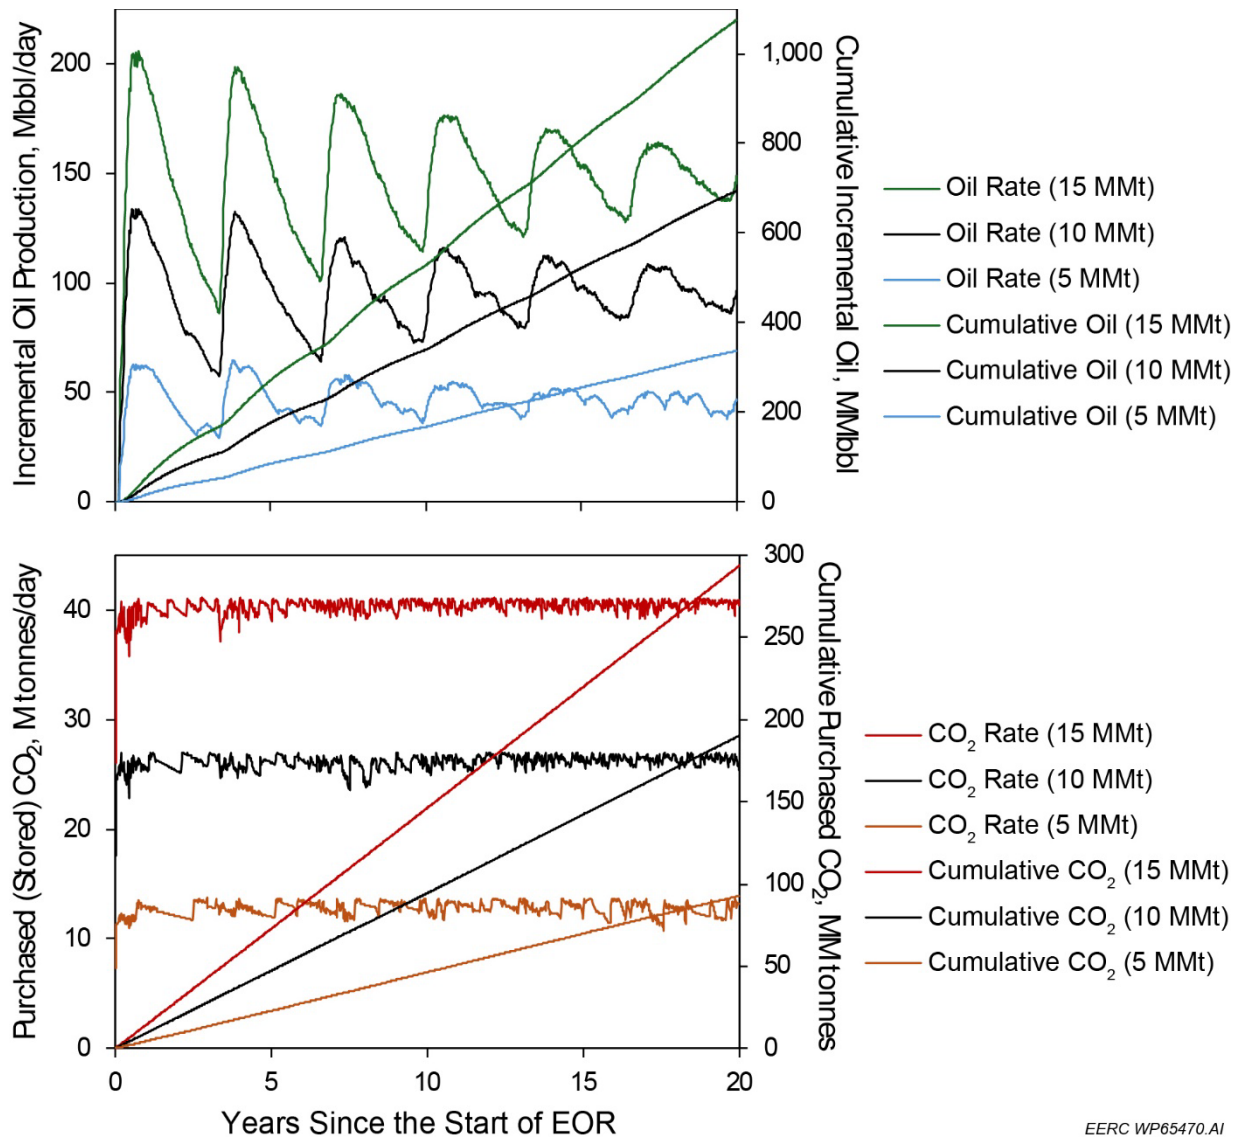 Incremental Oil Production, Mbbl/day
200
150
100
50
0
1,000
800
600
400
200
0
Cumulative Incremental Oil, MMbbl
Oil Rate (15 MMt)
Oil Rate (10 MMt)
Oil Rate (5 MMt)
Cumulative Oil (15 MMt)
Cumulative Oil (10 MMt)
Cumulative Oil (5 MMt)
Purchased (Stored) CO₂, M tonnes/day
40
30
20
10
0
300
250
200
150
100
50
0
Cumulative Purchased CO₂, MM tonnes
CO₂ Rate (15 MMt)
CO₂ Rate (10 MMt)
CO₂ Rate (5 MMt)
Cumulative CO₂ (15 MMt)
Cumulative CO₂ (10 MMt)
Cumulative CO₂ (5 MMt)
0 5 10 15 20
Years Since the Start of EOR
EERC WP65470.AI